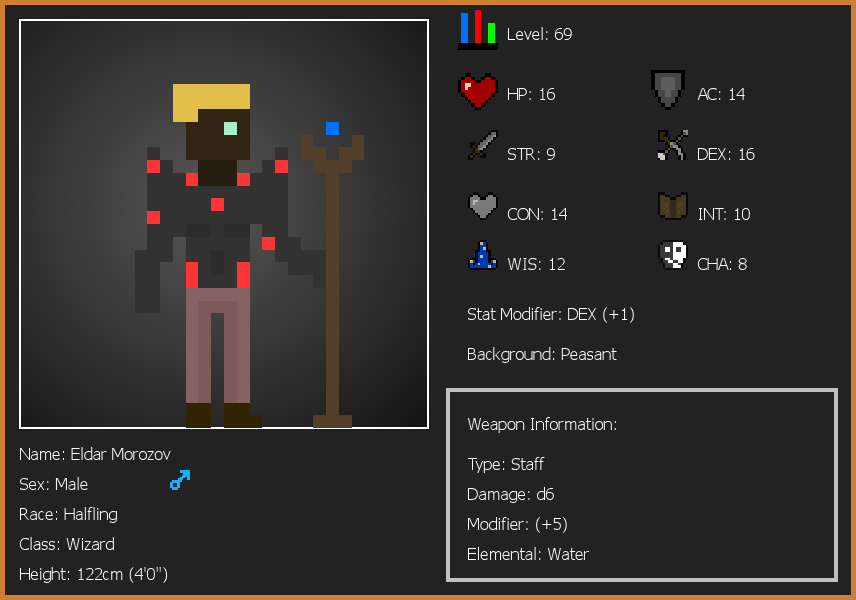 Level: 69
HP: 16
AC: 14
STR: 9
DEX: 16
CON: 14
INT: 10
WIS: 12
CHA: 8
Stat Modifier: DEX (+1)
Background: Peasant
Weapon Information:
Type: Staff
Damage: d6
Modifier: (+5)
Elemental: Water
Name: Eldar Morozov
Sex: Male
Race: Halfling
Class: Wizard
Height: 122cm (4'0")